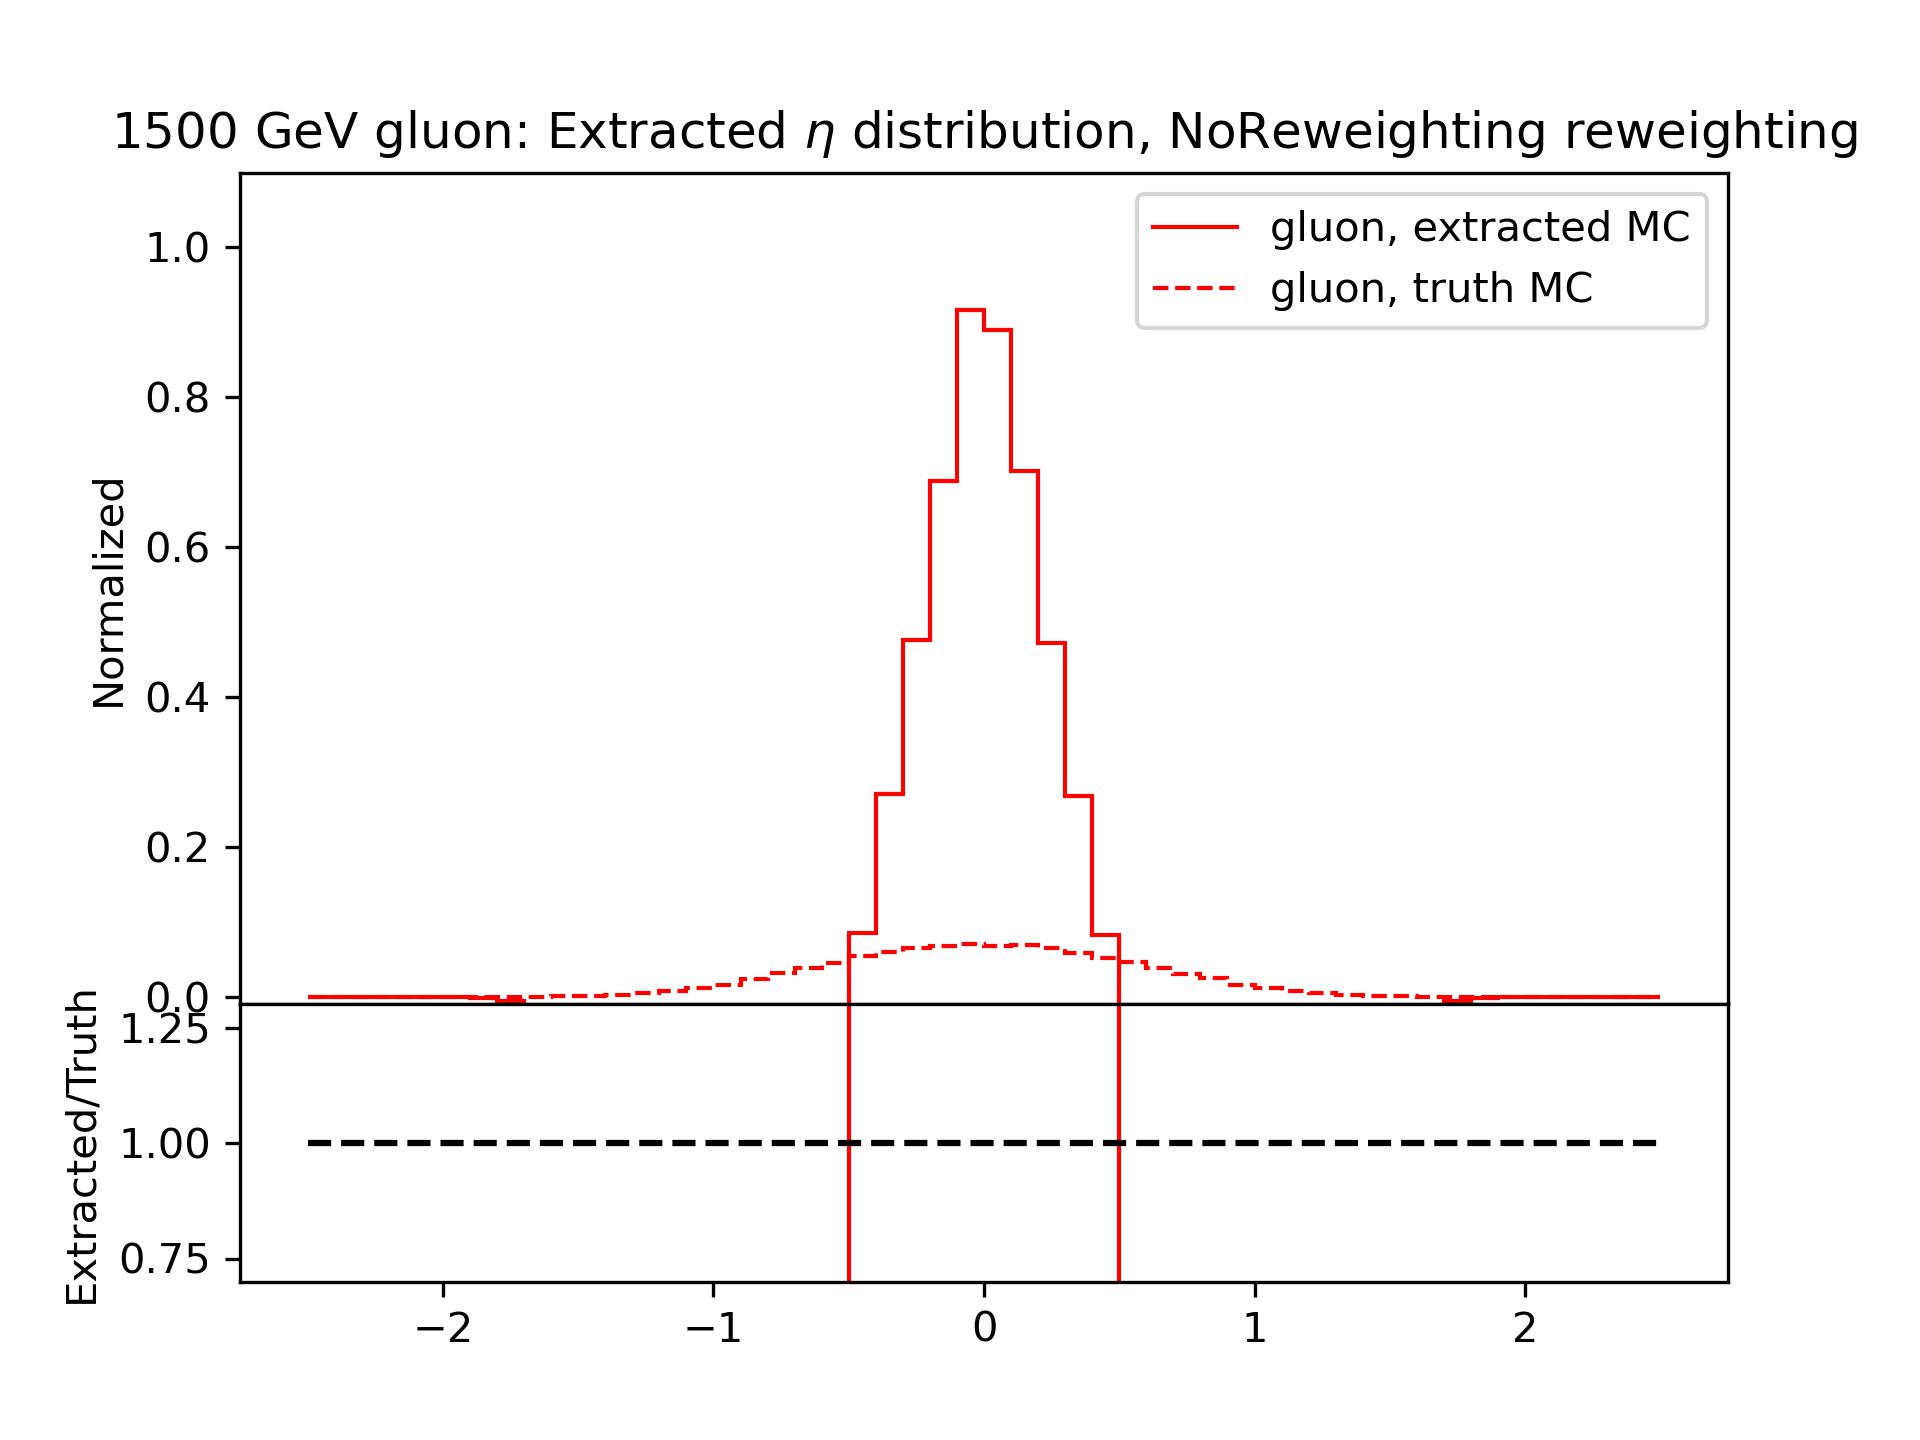 1500 GeV gluon: Extracted η distribution, NoReweighting reweighting
gluon, extracted MC
gluon, truth MC
Normalized
1.0
0.8
0.6
0.4
0.2
0.0
Extracted/Truth
1.25
1.00
0.75
−2
−1
0
1
2